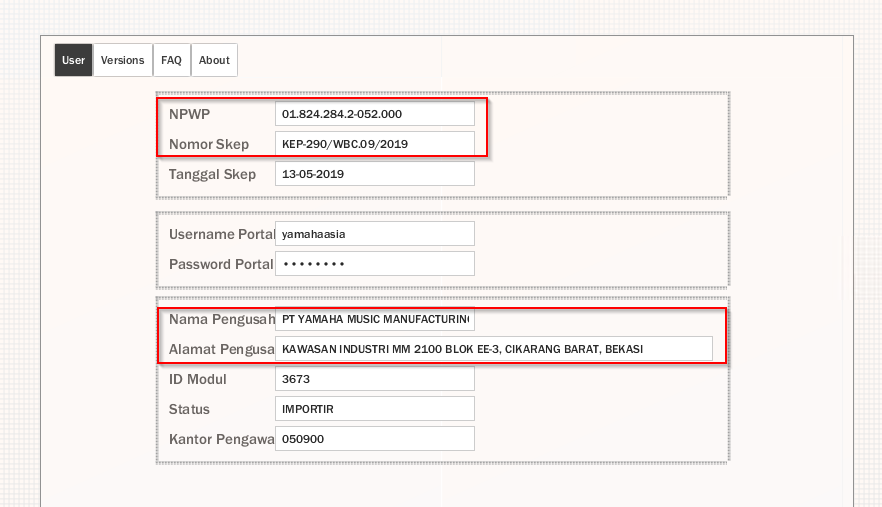 User Versions FAQ About
NPWP 01.824.284.2-052.000
Nomor Skep KEP-290/WBC.09/2019
Tanggal Skep 13-05-2019
Username Portal yamahaasia
Password Portal ••••••••
Nama Pengusah PT YAMAHA MUSIC MANUFACTURING
Alamat Pengusa KAWASAN INDUSTRI MM 2100 BLOK EE-3, CIKARANG BARAT, BEKASI
ID Modul 3673
Status IMPORTIR
Kantor Pengawa 050900